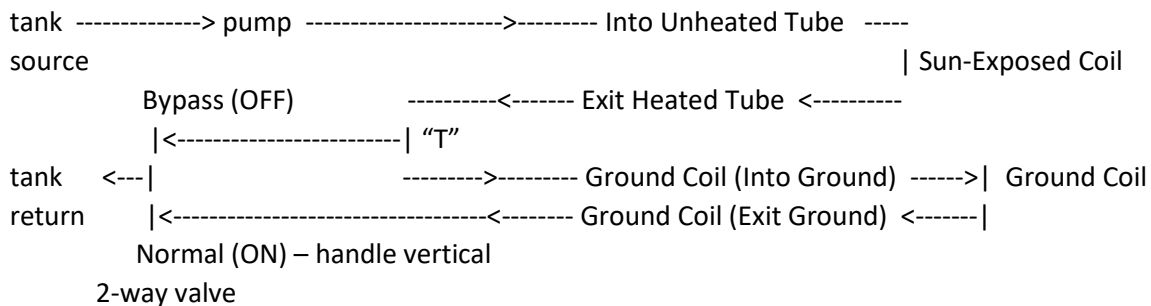 tank --------------> pump ---------------------->--------- Into Unheated Tube -----
source | Sun-Exposed Coil
Bypass (OFF) ----------<------- Exit Heated Tube <----------
|<-------------------------| “T”
tank <---| --------->--------- Ground Coil (Into Ground) ------>| Ground Coil
return |<-----------------------------------<-------- Ground Coil (Exit Ground) <-------|
Normal (ON) – handle vertical
2-way valve